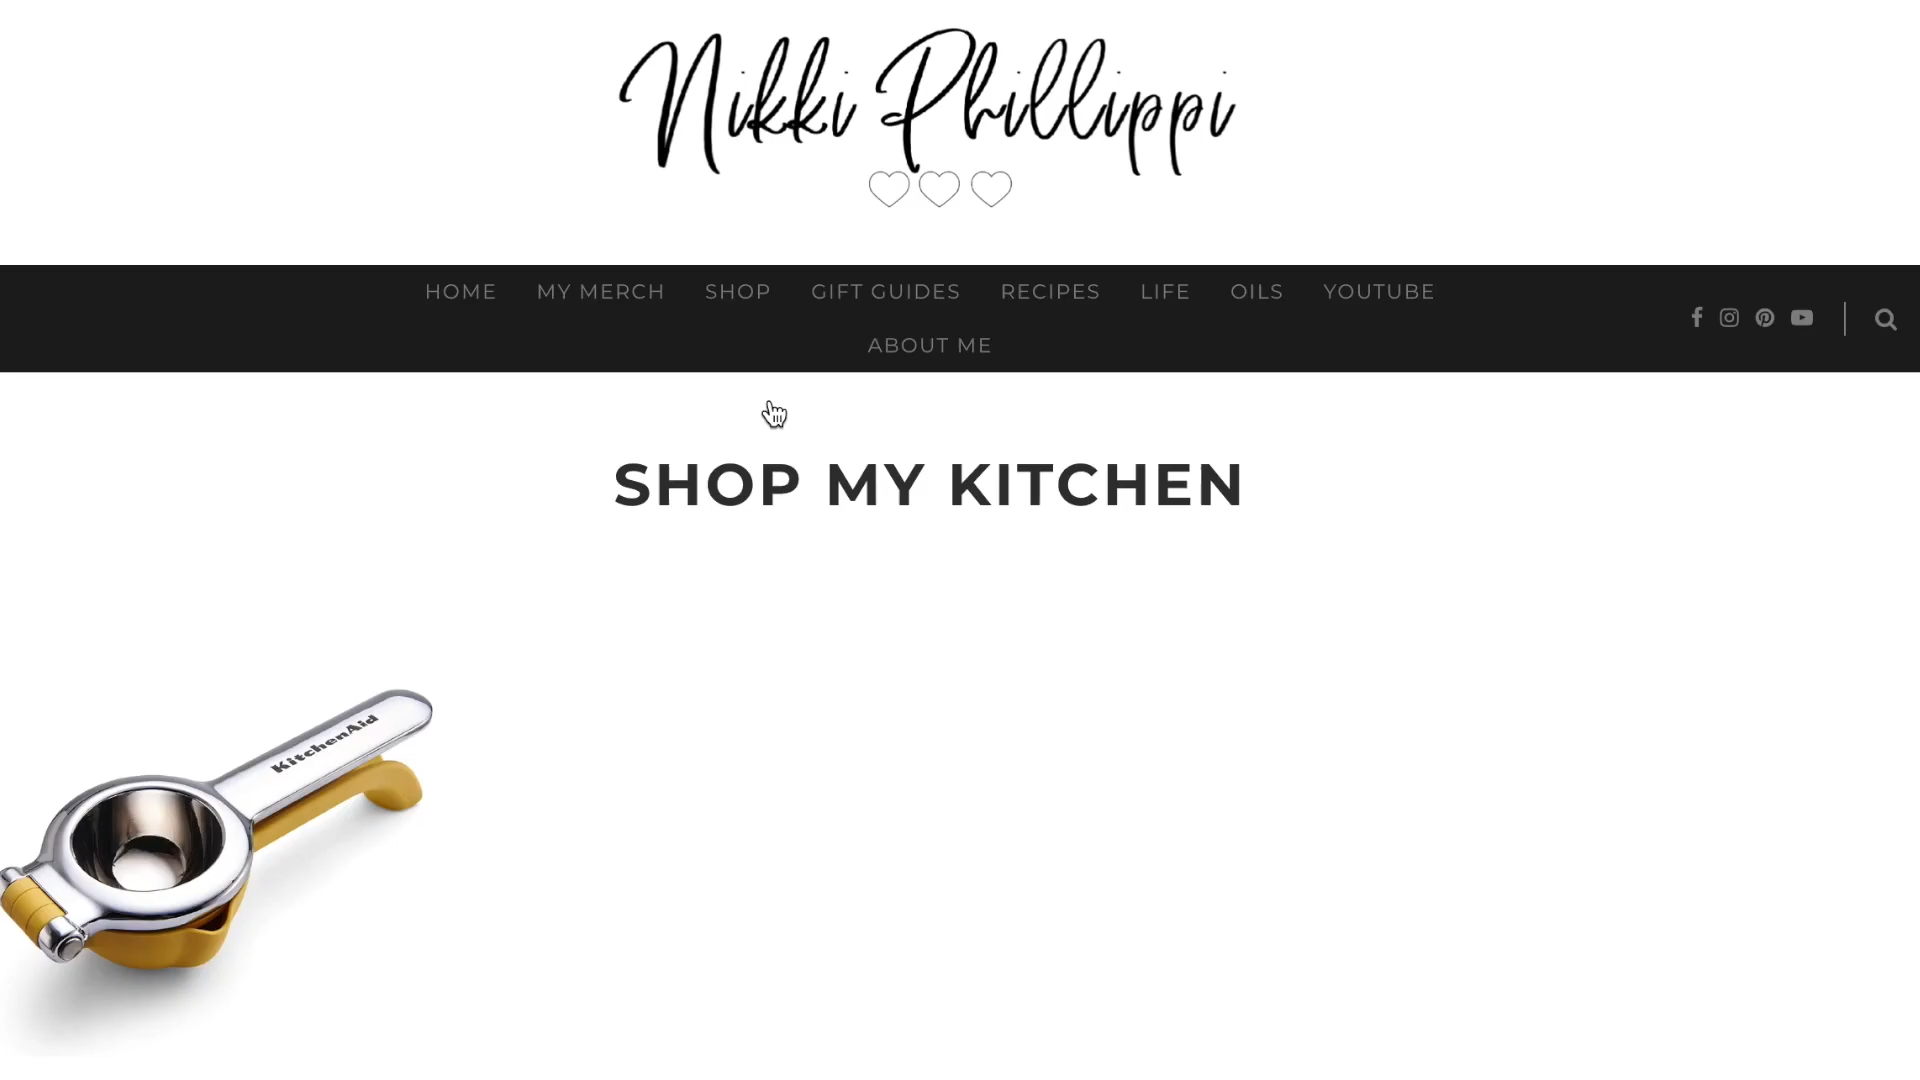 Nikki Phillippi
HOME MY MERCH SHOP GIFT GUIDES RECIPES LIFE OILS YOUTUBE
ABOUT ME
SHOP MY KITCHEN
KitchenAid